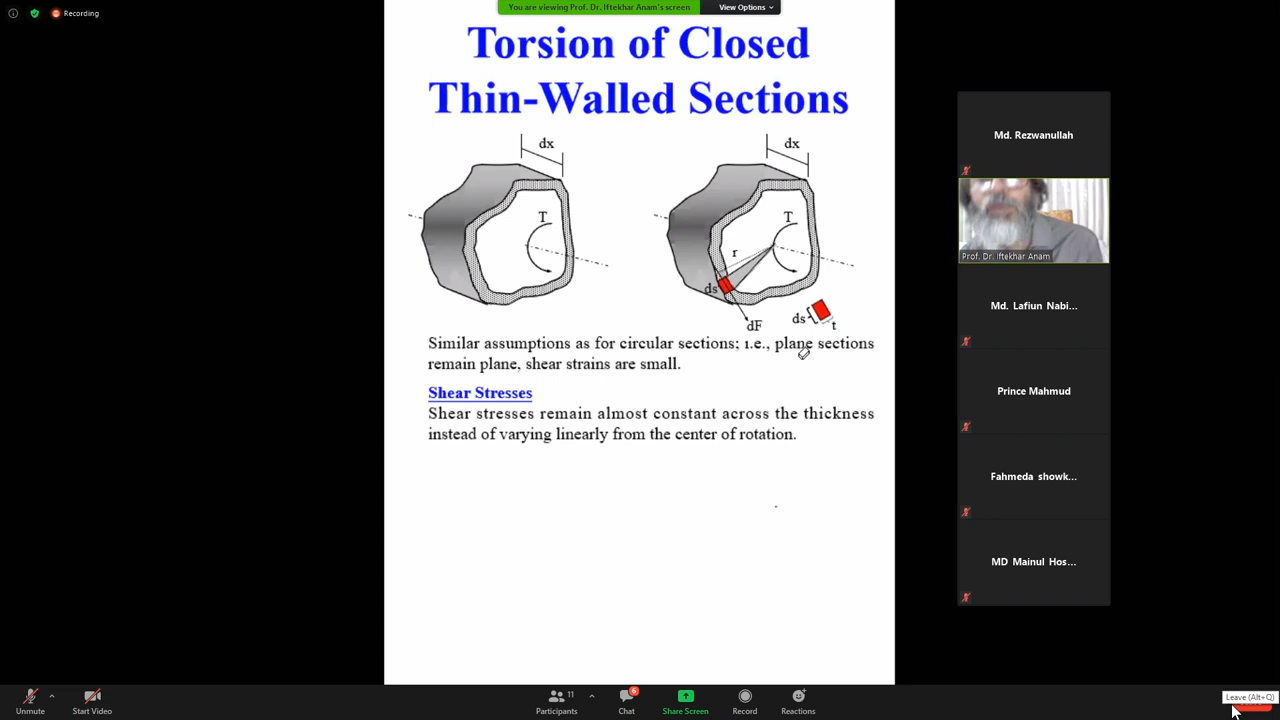 Recording
You are viewing Prof. Dr. Iftekhar Anam's screen
View Options
Torsion of Closed
Thin-Walled Sections
dx
T
dx
T
r
ds
dF
ds
t
Similar assumptions as for circular sections; i.e., plane sections
remain plane, shear strains are small.
Shear Stresses
Shear stresses remain almost constant across the thickness
instead of varying linearly from the center of rotation.
Md. Rezwanullah
Prof. Dr. Iftekhar Anam
Md. Lafiun Nabi...
Prince Mahmud
Fahmeda showk...
MD Mainul Hos...
Unmute
Start Video
11
Participants
6
Chat
Share Screen
Record
Reactions
Leave (Alt+Q)